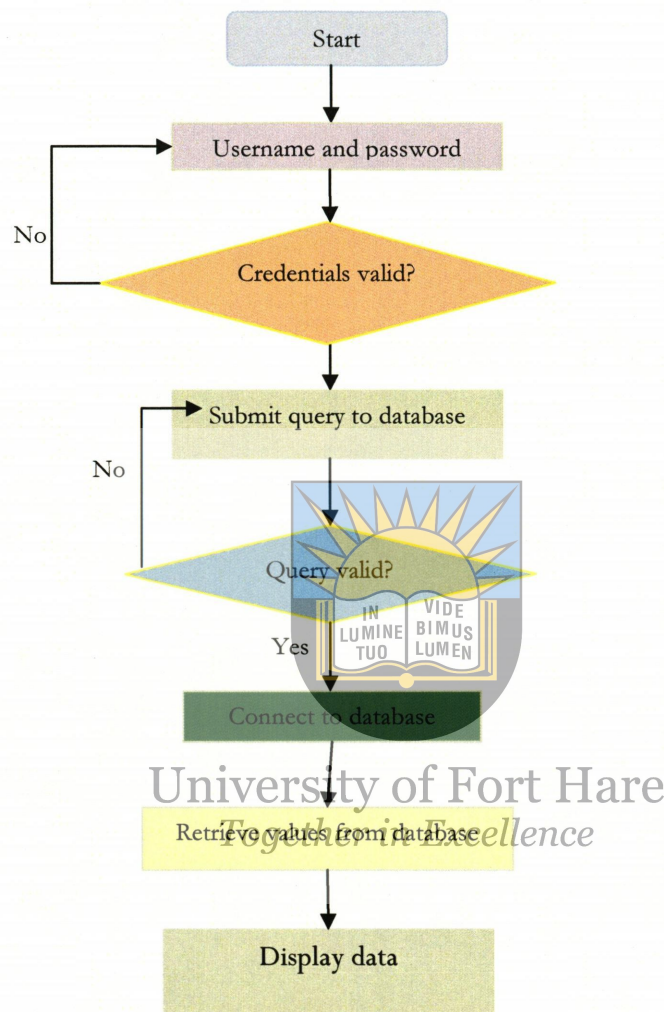 Start
Username and password
No
Credentials valid?
Submit query to database
No
Query valid?
IN LUMINE TUO
VIDE BIMUS LUMEN
Yes
Connect to database
University of Fort Hare
Retrieve values from database
Together in Excellence
Display data